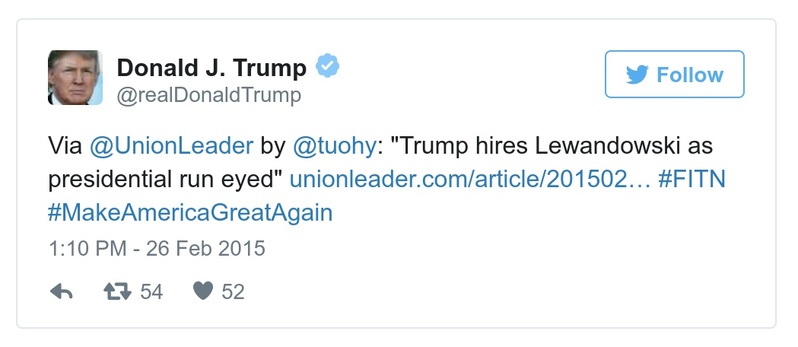 Donald J. Trump
@realDonaldTrump
Follow
Via @UnionLeader by @tuohy: "Trump hires Lewandowski as
presidential run eyed" unionleader.com/article/201502… #FITN
#MakeAmericaGreatAgain
1:10 PM - 26 Feb 2015
54
52